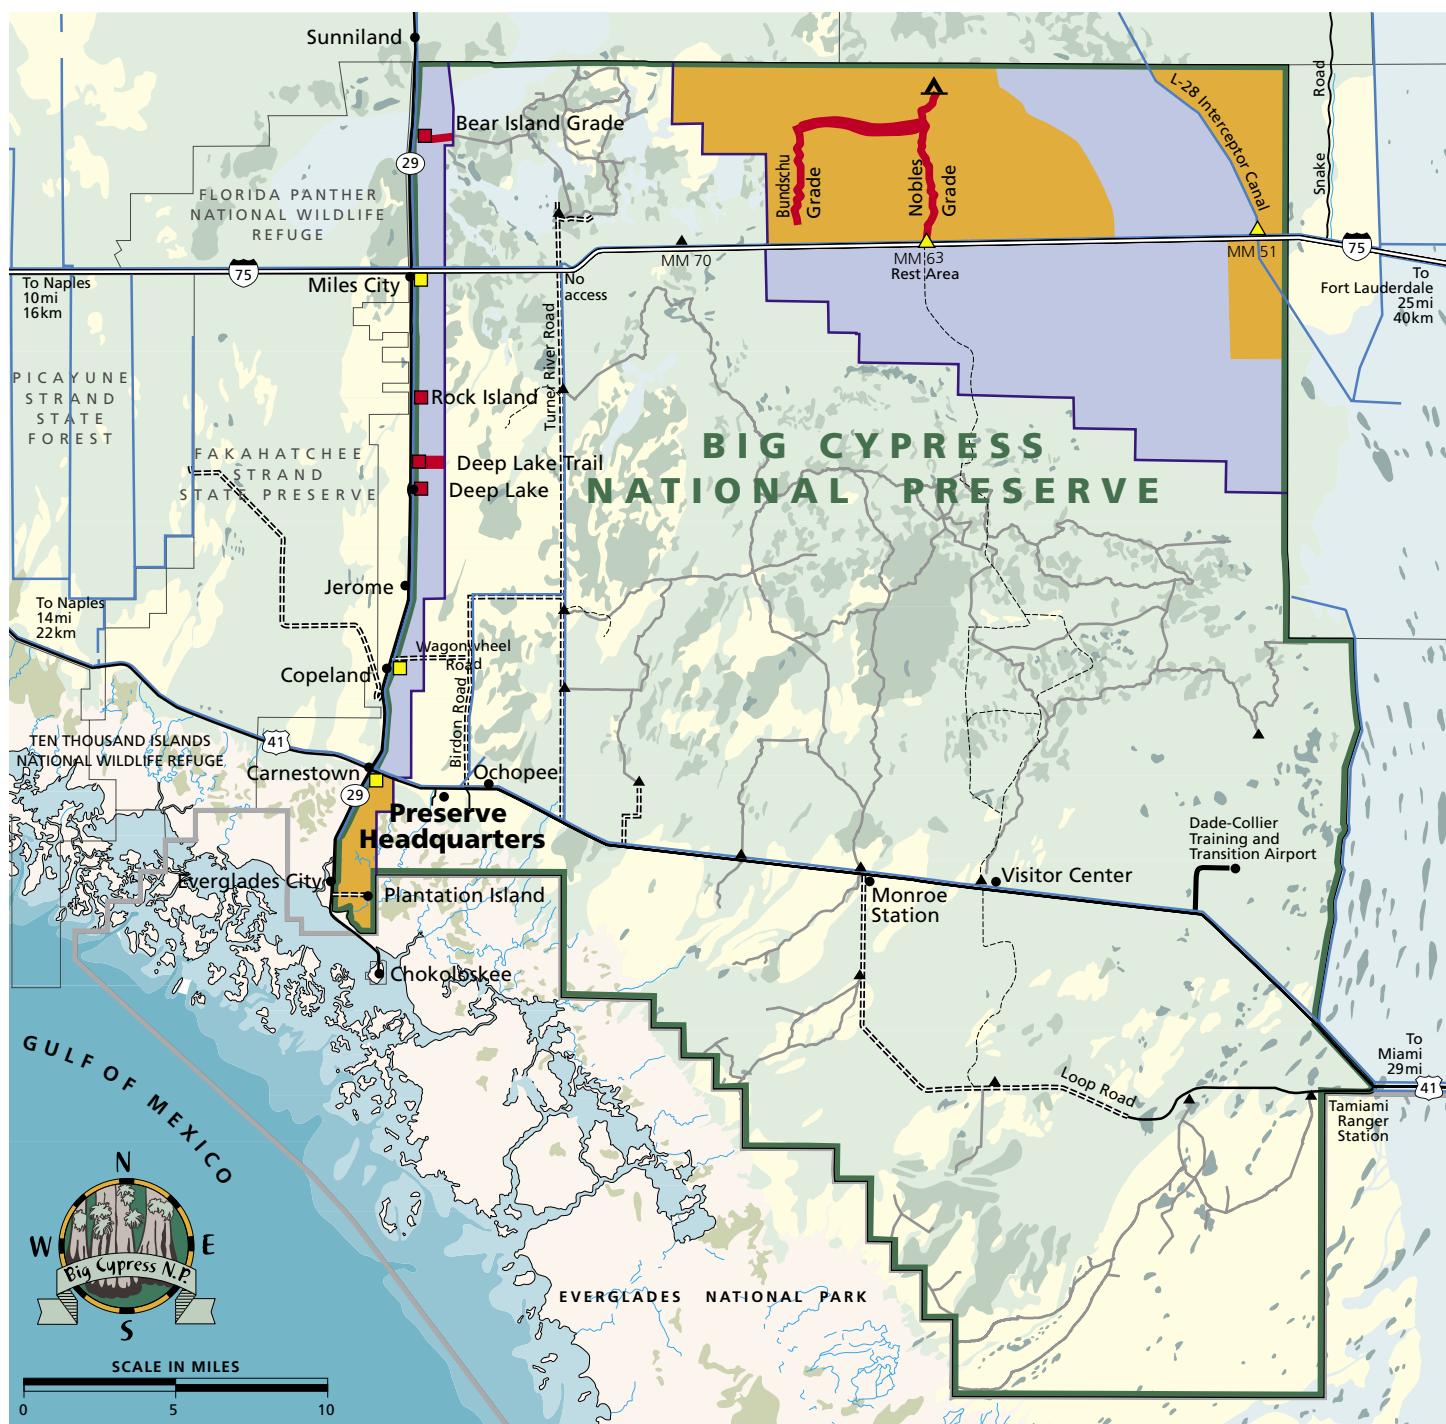 Sunniland
Bear Island Grade
29
FLORIDA PANTHER
NATIONAL WILDLIFE
REFUGE
Bundschu
Grade
Nobles
Grade
L-28 Interceptor Canal
Snake Road
75
75
To Naples
10mi
16km
Miles City
No
access
MM 70
MM 63
Rest Area
MM 51
To
Fort Lauderdale
25mi
40km
Turner River Road
PICAYUNE
STRAND
STATE
FOREST
Rock Island
FAKAHATCHEE
STRAND
STATE PRESERVE
Deep Lake Trail
Deep Lake
BIG CYPRESS
NATIONAL PRESERVE
Jerome
To Naples
14mi
22km
Wagonwheel
Road
Copeland
Birdon Road
TEN THOUSAND ISLANDS
NATIONAL WILDLIFE REFUGE
41
Carnestown
29
Ochopee
Preserve
Headquarters
Dade-Collier
Training and
Transition Airport
Everglades City
Plantation Island
Monroe
Station
Visitor Center
Chokoloskee
GULF OF MEXICO
Loop Road
To
Miami
29mi
41
Tamiami
Ranger
Station
N
W
E
S
Big Cypress N.P.
EVERGLADES NATIONAL PARK
SCALE IN MILES
0 5 10